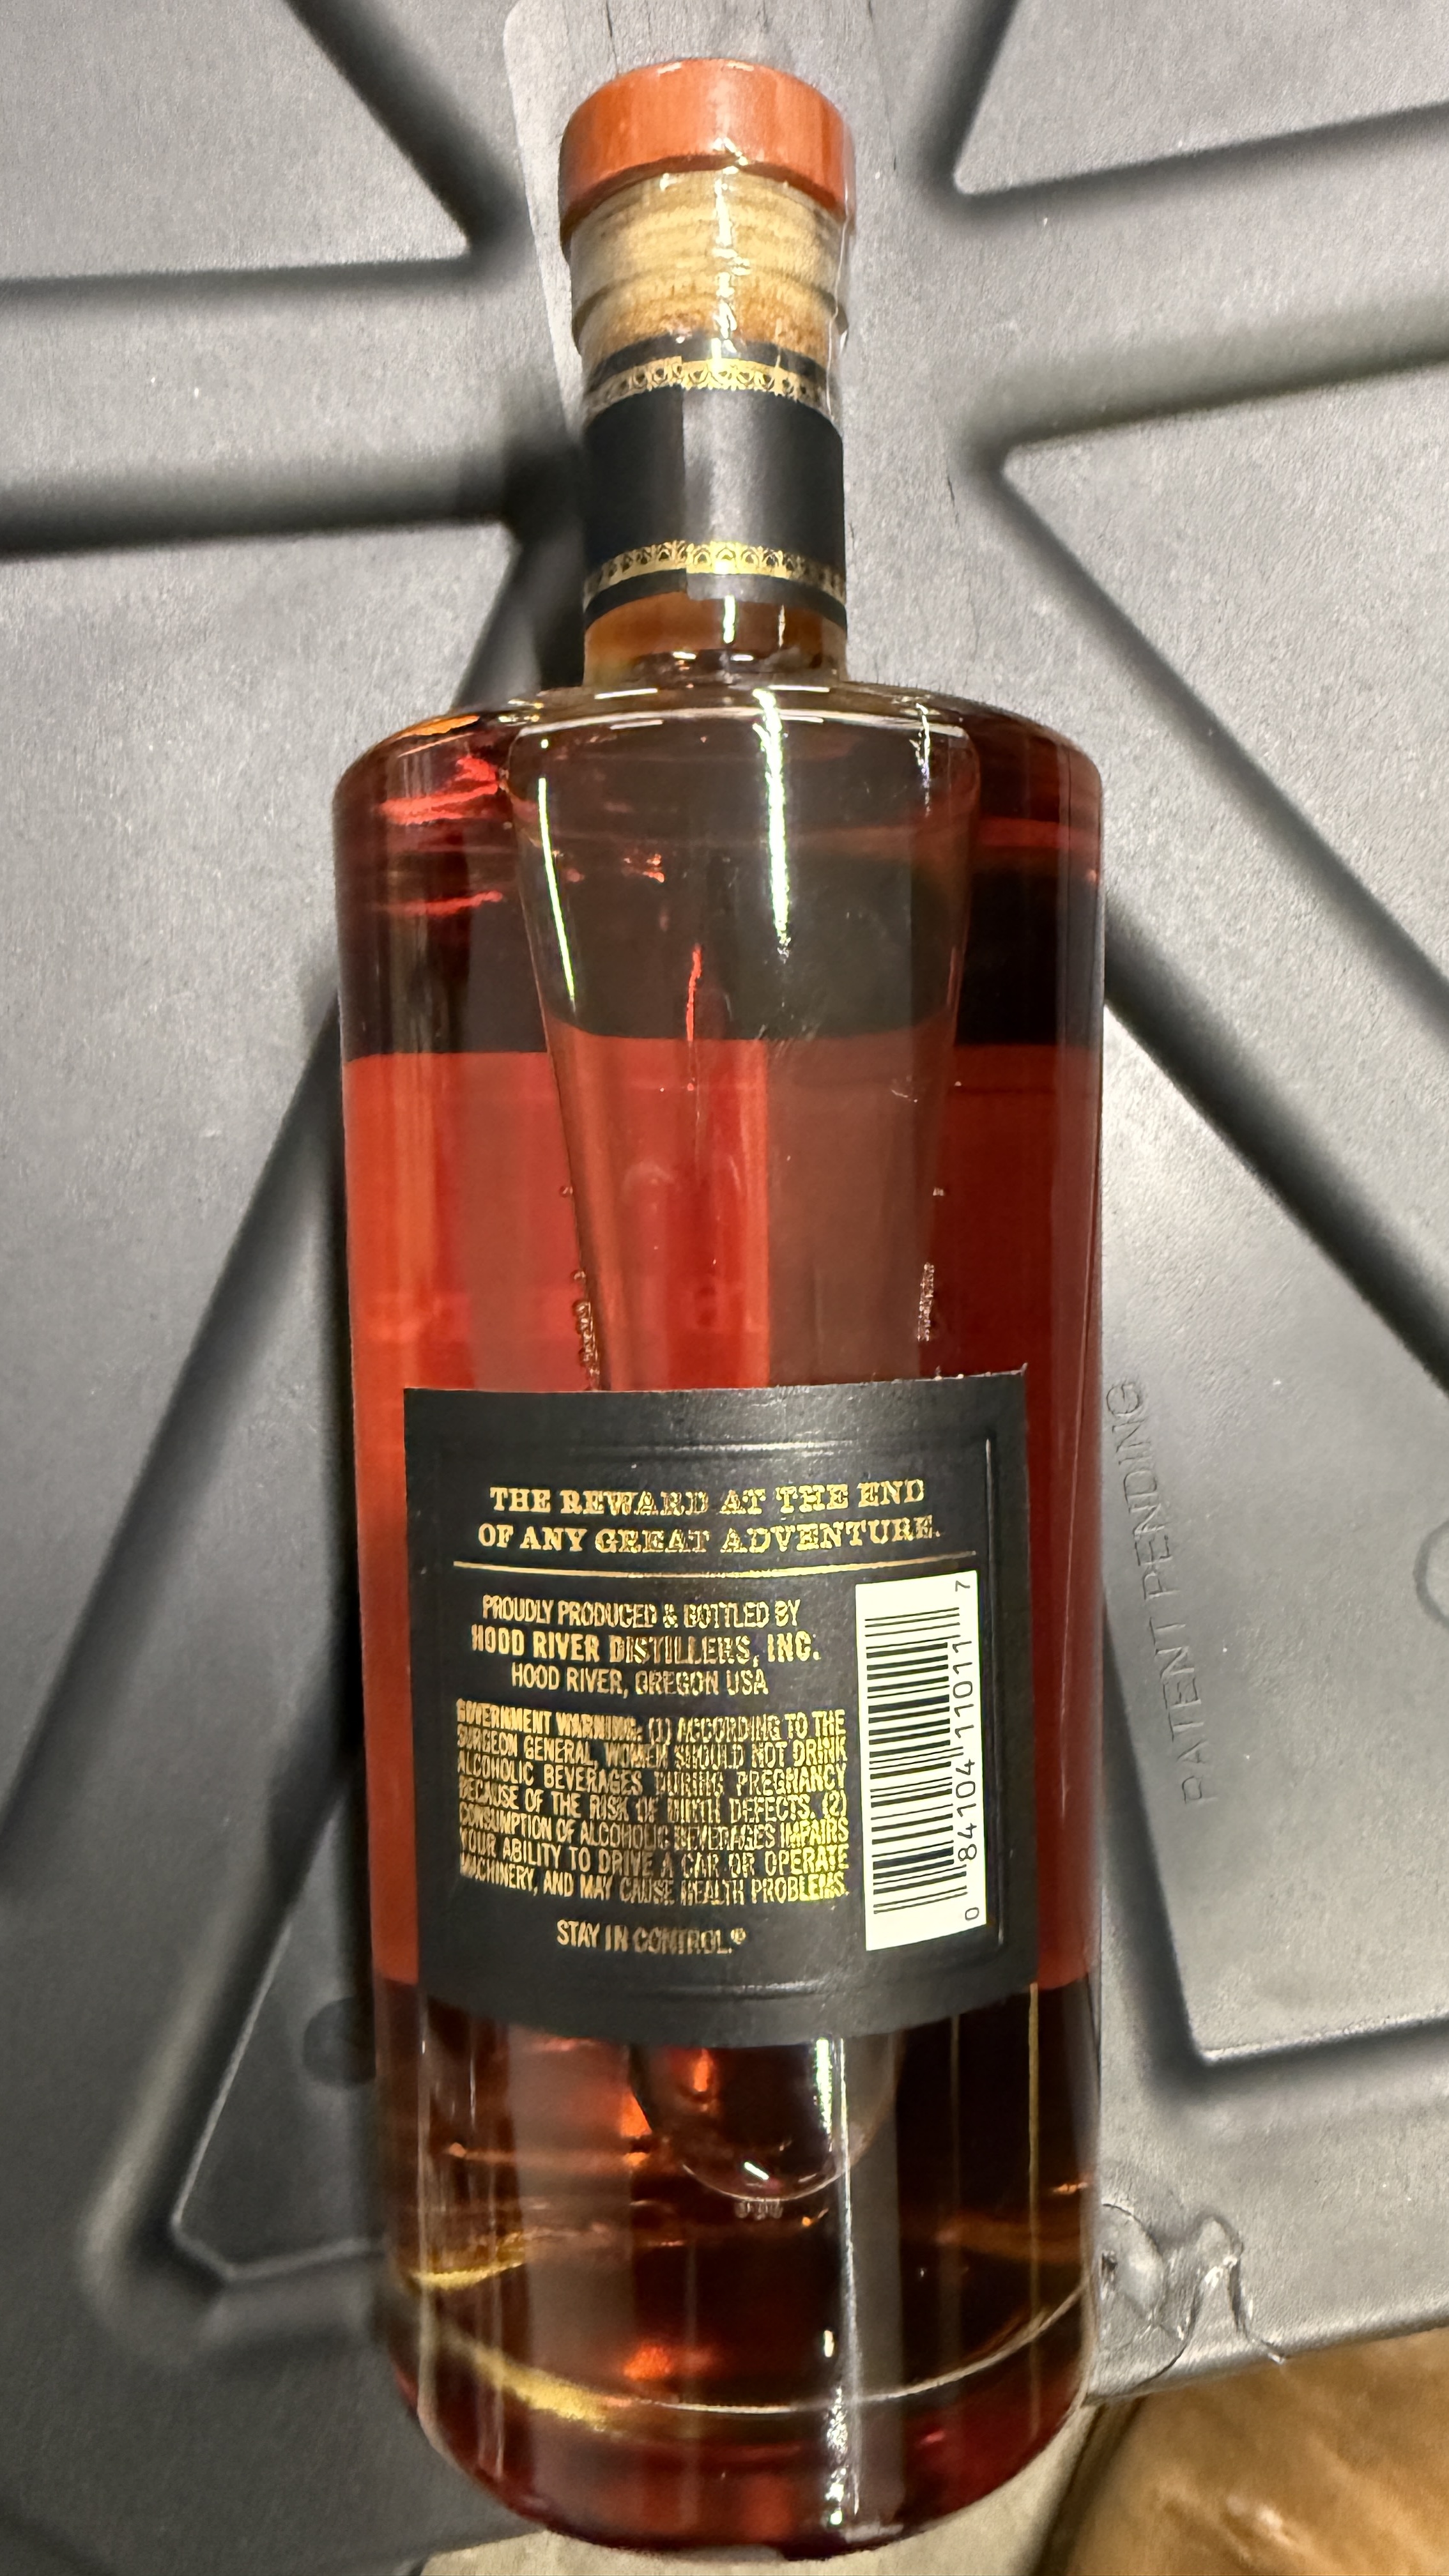 THE REWARD AT THE END
OF ANY GREAT ADVENTURE.
PROUDLY PRODUCED & BOTTLED BY
HOOD RIVER DISTILLERS, INC.
HOOD RIVER, OREGON USA
GOVERNMENT WARNING: (1) ACCORDING TO THE
SURGEON GENERAL, WOMEN SHOULD NOT DRINK
ALCOHOLIC BEVERAGES DURING PREGNANCY
BECAUSE OF THE RISK OF BIRTH DEFECTS. (2)
CONSUMPTION OF ALCOHOLIC BEVERAGES IMPAIRS
YOUR ABILITY TO DRIVE A CAR OR OPERATE
MACHINERY, AND MAY CAUSE HEALTH PROBLEMS.
STAY IN CONTROL.®
0 84104 11011 7
PATENT PENDING